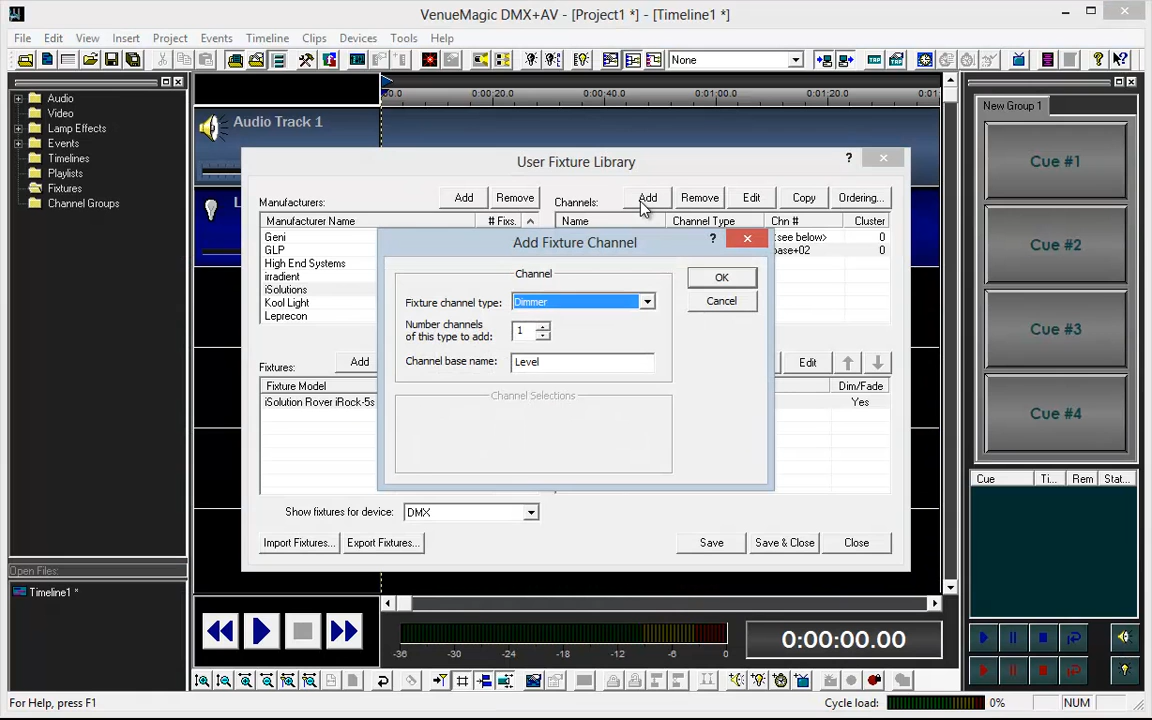 VenueMagic DMX+AV - [Project1 *] - [Timeline1 *]
File Edit View Insert Project Events Timeline Clips Devices Tools Help
None
Audio
Video
Lamp Effects
Events
Timelines
Playlists
Fixtures
Channel Groups
Open Files:
Timeline1 *
00.0 0:00:20.00 0:00:40.00 0:01:00.00 0:01:20.00
Audio Track 1
User Fixture Library
Manufacturers: Add Remove
Manufacturer Name # Fixs.
Geni
GLP
High End Systems
irradient
iSolutions
Kool Light
Leprecon
Channels: Add Remove Edit Copy Ordering...
Name Channel Type Chn # Cluster
<see below> 0
base+02 0
Fixtures: Add
Fixture Model
iSolution Rover iRock-5s
Edit
Dim/Fade
Yes
Add Fixture Channel
Channel
Fixture channel type: Dimmer
Number channels
of this type to add: 1
Channel base name: Level
Channel Selections
OK
Cancel
Show fixtures for device: DMX
Import Fixtures... Export Fixtures... Save Save & Close Close
New Group 1
Cue #1
Cue #2
Cue #3
Cue #4
Cue Ti... Rem Stat...
-36 -30 -24 -18 -12 -6 0
0:00:00.00
For Help, press F1
Cycle load: 0% NUM